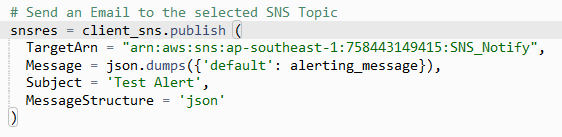 # Send an Email to the selected SNS Topic
snsres = client_sns.publish (
  TargetArn = "arn:aws:sns:ap-southeast-1:758443149415:SNS_Notify",
  Message = json.dumps({'default': alerting_message}),
  Subject = 'Test Alert',
  MessageStructure = 'json'
)